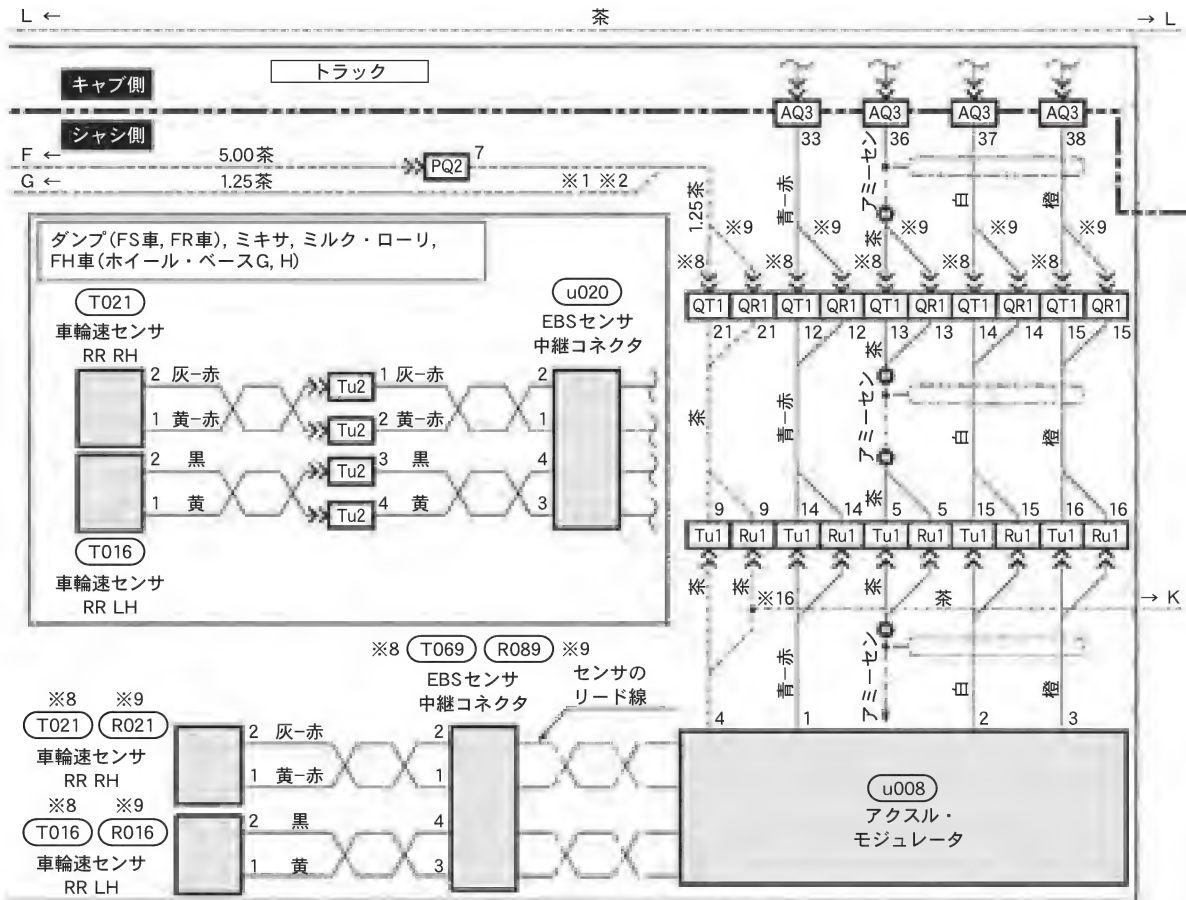 L ← 茶 → L
キャブ側
トラック
シャシ側
AQ3 AQ3 AQ3 AQ3
33 36 37 38
F ← 5.00茶 PQ2 7
G ← 1.25茶 ※1 ※2
1.25茶 青-赤 アミーセン 茶 白 橙
※9 ※9 ※9 ※9 ※9
※8 ※8 ※8 ※8 ※8
ダンプ(FS車, FR車), ミキサ, ミルク・ローリ,
FH車(ホイール・ベースG, H)
T021
車輪速センサ
RR RH
u020
EBSセンサ
中継コネクタ
QT1 QR1 QT1 QR1 QT1 QR1 QT1 QR1 QT1 QR1
21 21 12 12 13 13 14 14 15 15
2 灰-赤 Tu2 1 灰-赤 2
1 黄-赤 Tu2 2 黄-赤 1
2 黒 Tu2 3 黒 4
1 黄 Tu2 4 黄 3
T016
車輪速センサ
RR LH
茶 青-赤 茶 アミーセン 茶 白 橙
9 9 14 14 5 5 15 15 16 16
Tu1 Ru1 Tu1 Ru1 Tu1 Ru1 Tu1 Ru1 Tu1 Ru1
茶 茶 ※16 茶 茶 → K
青-赤 アミーセン 白 橙
4 1 2 3
※8 T069 R089 ※9
EBSセンサ
中継コネクタ
センサの
リード線
※8 ※9
T021 R021
車輪速センサ
RR RH
2 灰-赤 2
1 黄-赤 1
※8 ※9
T016 R016
車輪速センサ
RR LH
2 黒 4
1 黄 3
u008
アクスル・
モジュレータ